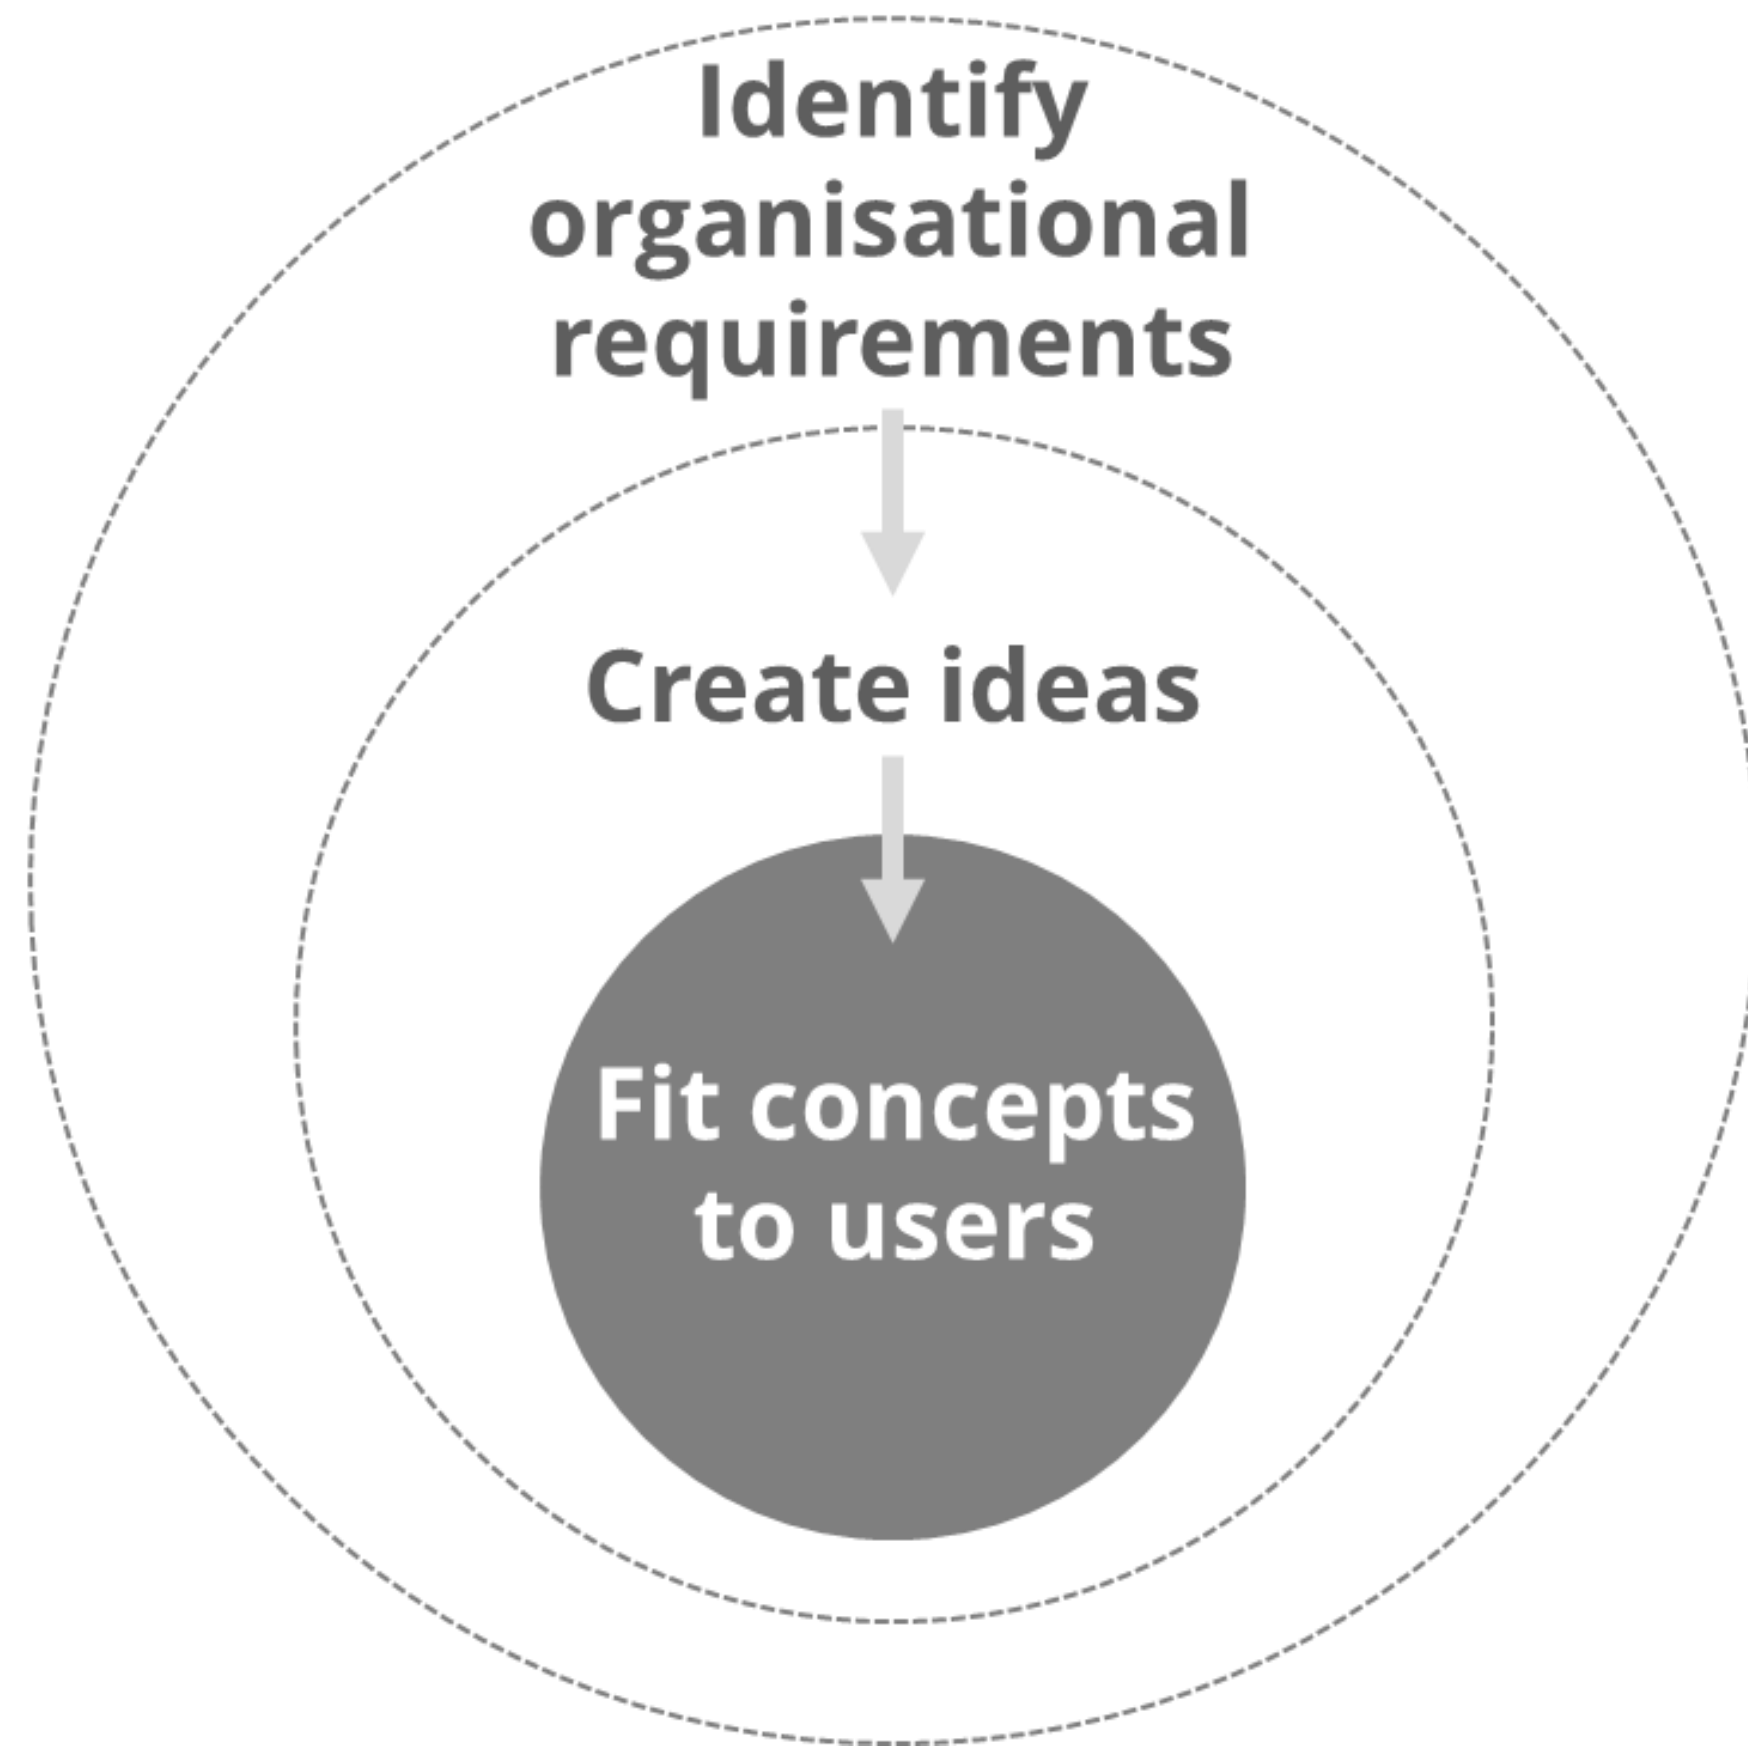 Identify
organisational
requirements
Create ideas
Fit concepts
to users